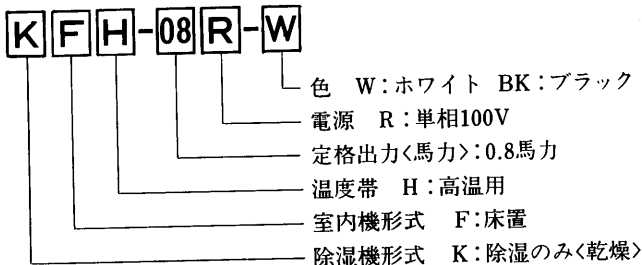 KFH-08R-W
色 W:ホワイト BK:ブラック
電源 R:単相100V
定格出力<馬力>:0.8馬力
温度帯 H:高温用
室内機形式 F:床置
除湿機形式 K:除湿のみ<乾燥>